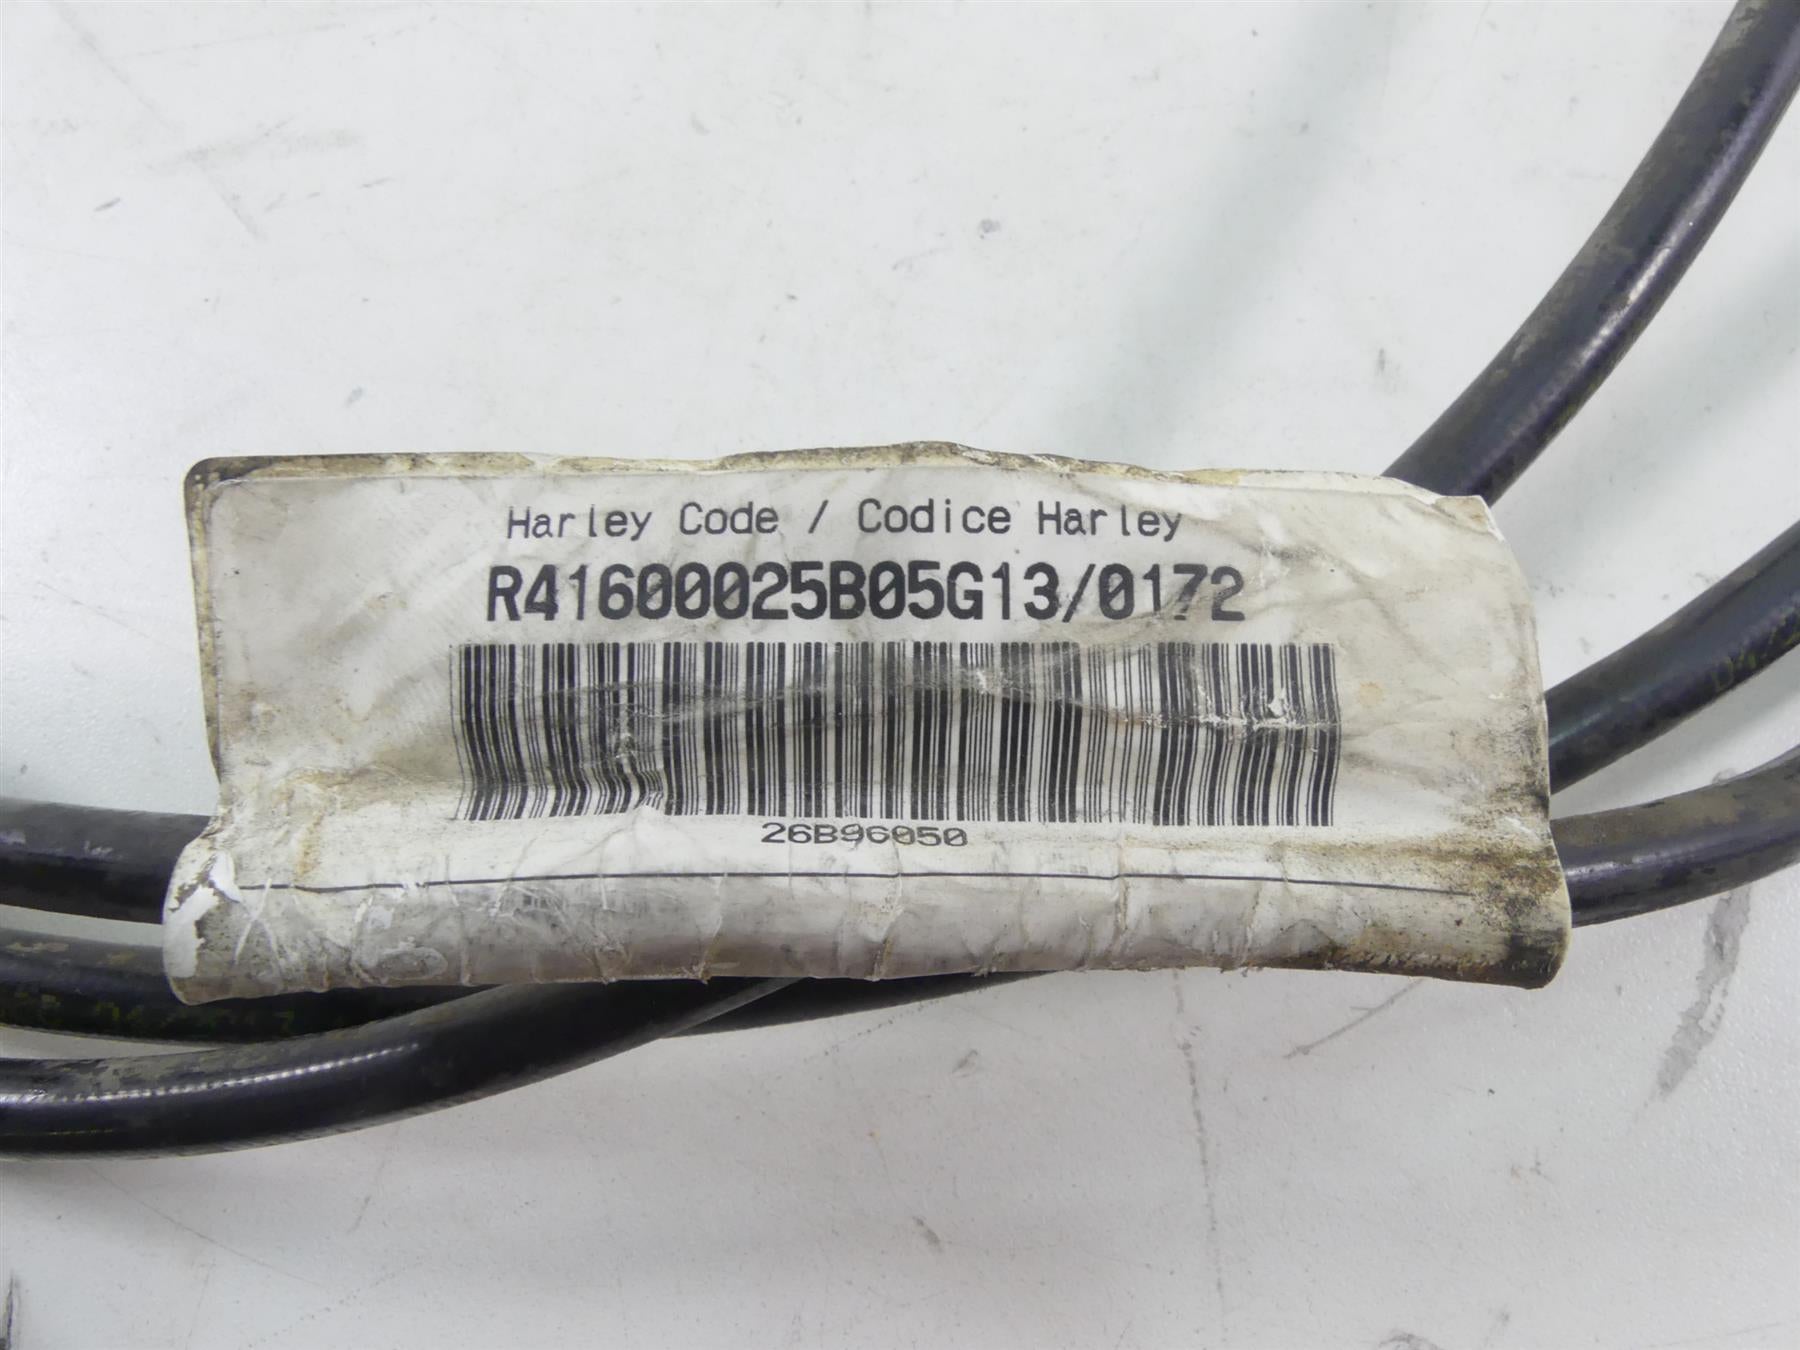 Harley Code / Codice Harley
R41600025B05G13/0172
26B96050